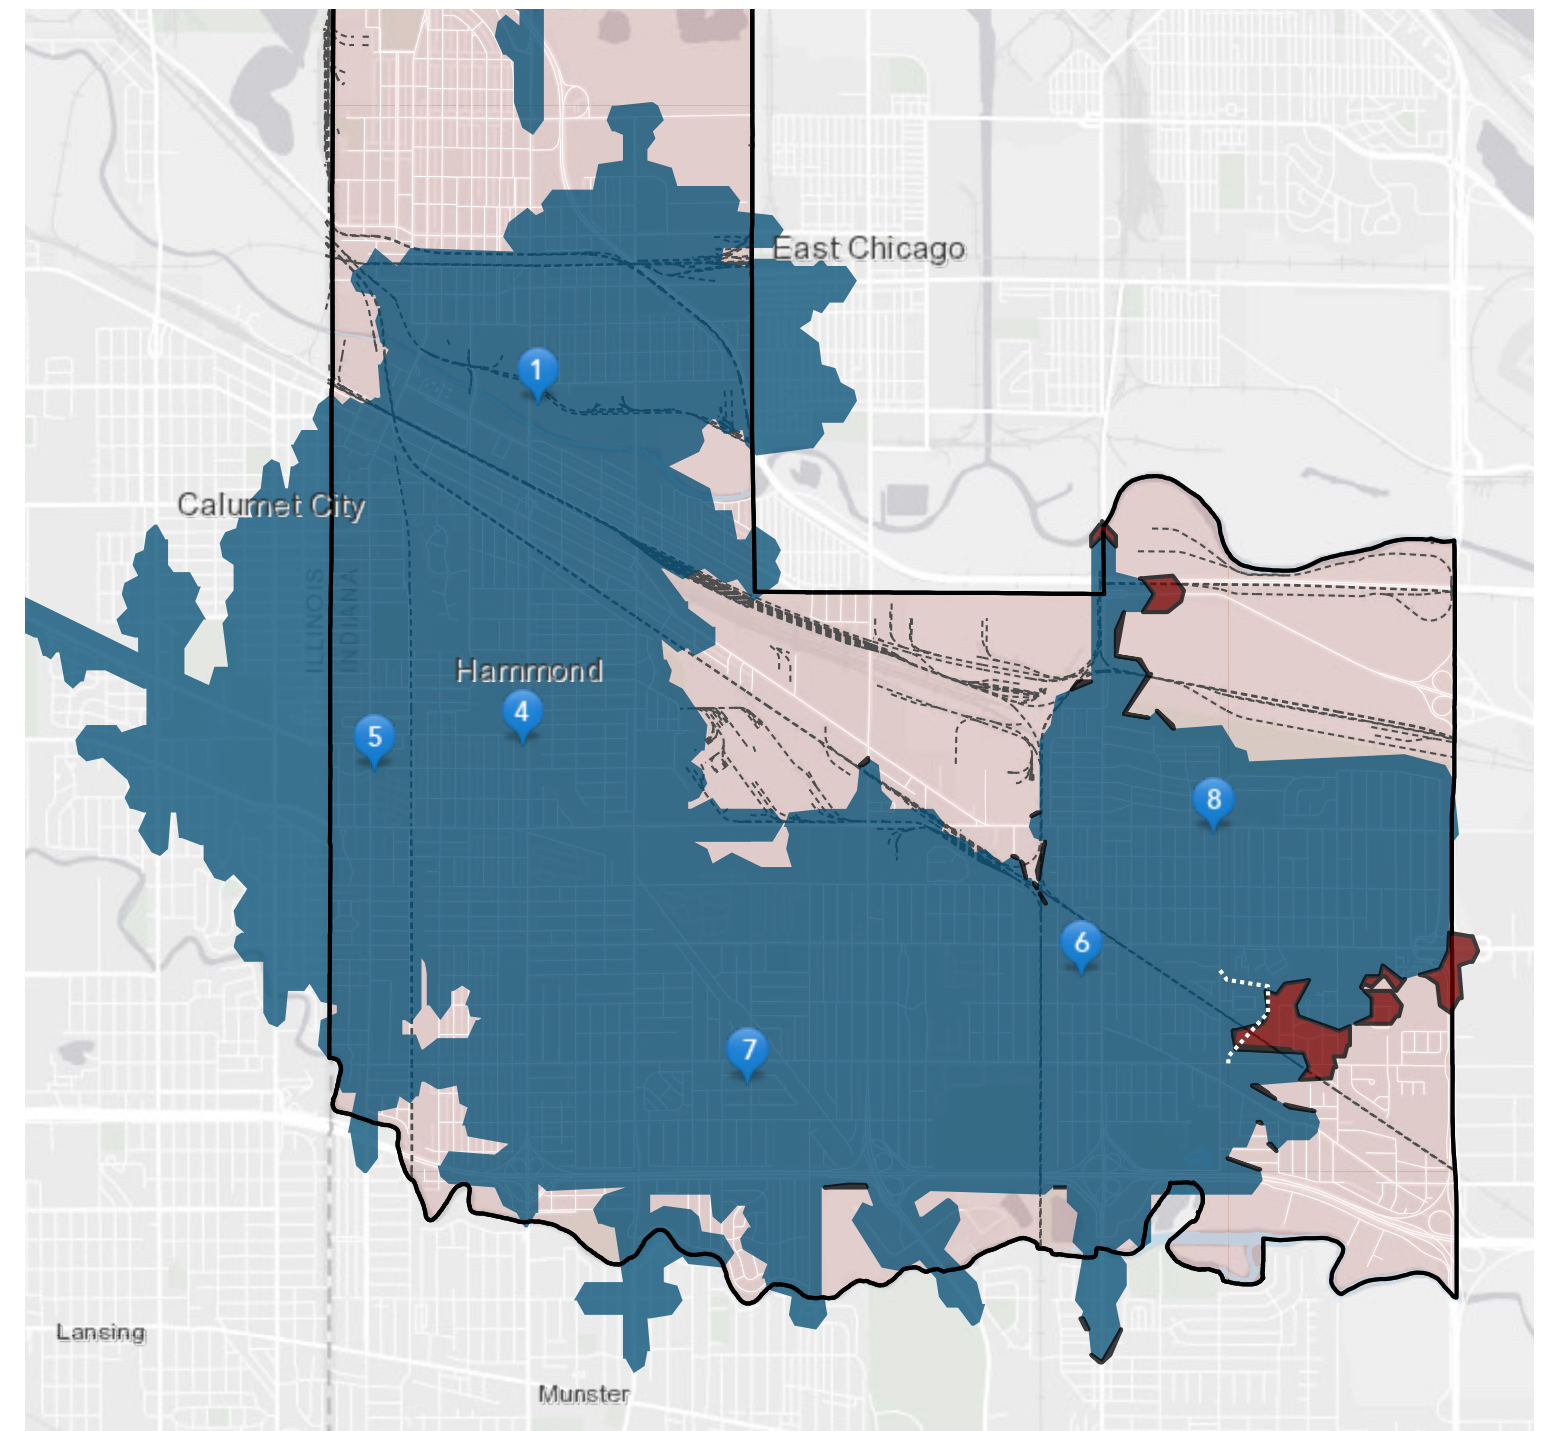 East Chicago
1
Calumet City
ILLINOIS
INDIANA
Hammond
4
5
8
6
7
Lansing
Munster